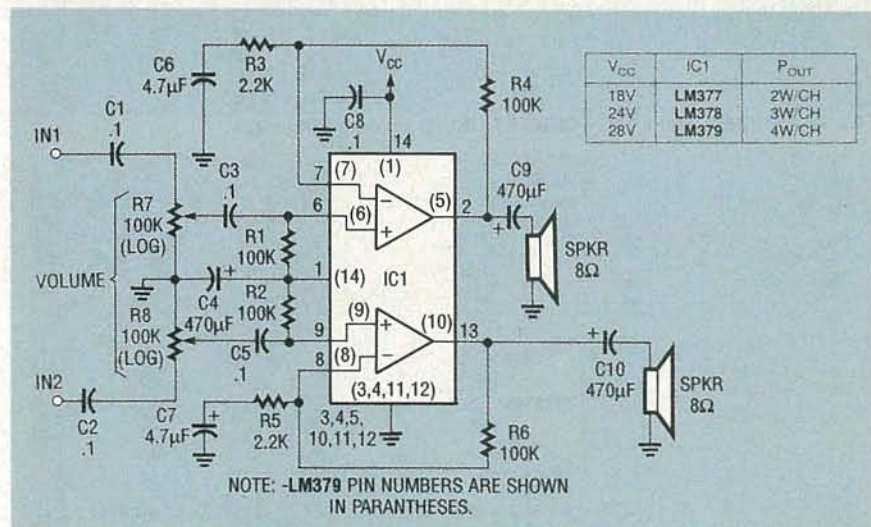 C6
4.7µF
R3
2.2K
VCC
R4
100K
VCC IC1 POUT
18V LM377 2W/CH
24V LM378 3W/CH
28V LM379 4W/CH
C1
.1
IN1
C8
.1
14
(1)
C3
.1
7
(7)
6
(6)
(5)
2
C9
470µF
+
SPKR
8Ω
R7
100K
(LOG)
R1
100K
VOLUME
1
(14)
IC1
C4
470µF
+
R2
100K
R8
100K
(LOG)
9
(9)
(10)
13
C5
.1
8
(8)
+
C10
470µF
SPKR
8Ω
IN2
C2
.1
C7
4.7µF
+
R5
2.2K
(3,4,11,12)
3,4,5,
10,11,12
R6
100K
NOTE: -LM379 PIN NUMBERS ARE SHOWN
IN PARANTHESES.